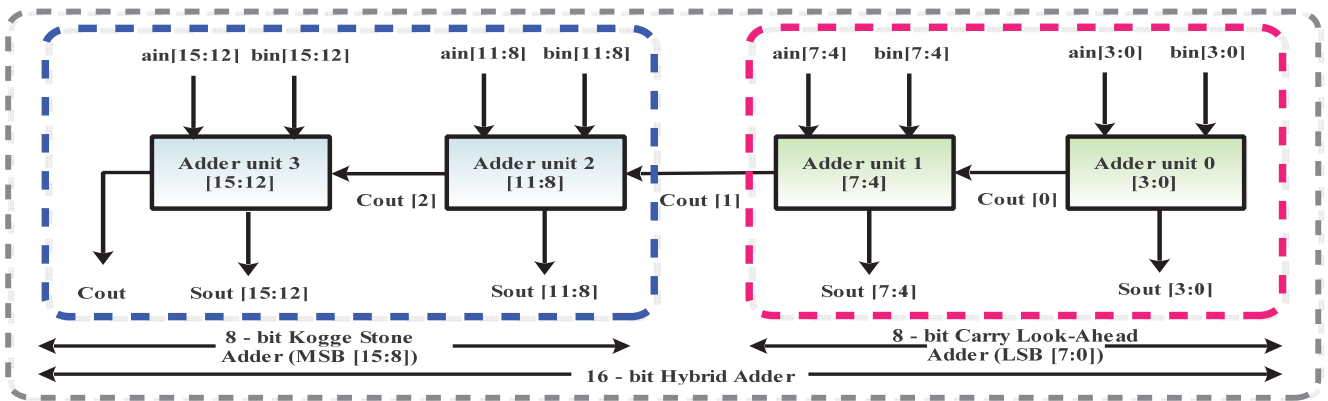 ain[15:12] bin[15:12] ain[11:8] bin[11:8] ain[7:4] bin[7:4] ain[3:0] bin[3:0]
Adder unit 3
[15:12]
Adder unit 2
[11:8]
Adder unit 1
[7:4]
Adder unit 0
[3:0]
Cout [2]
Cout [1]
Cout [0]
Cout
Sout [15:12]
Sout [11:8]
Sout [7:4]
Sout [3:0]
8 - bit Kogge Stone
Adder (MSB [15:8])
8 - bit Carry Look-Ahead
Adder (LSB [7:0])
16 - bit Hybrid Adder